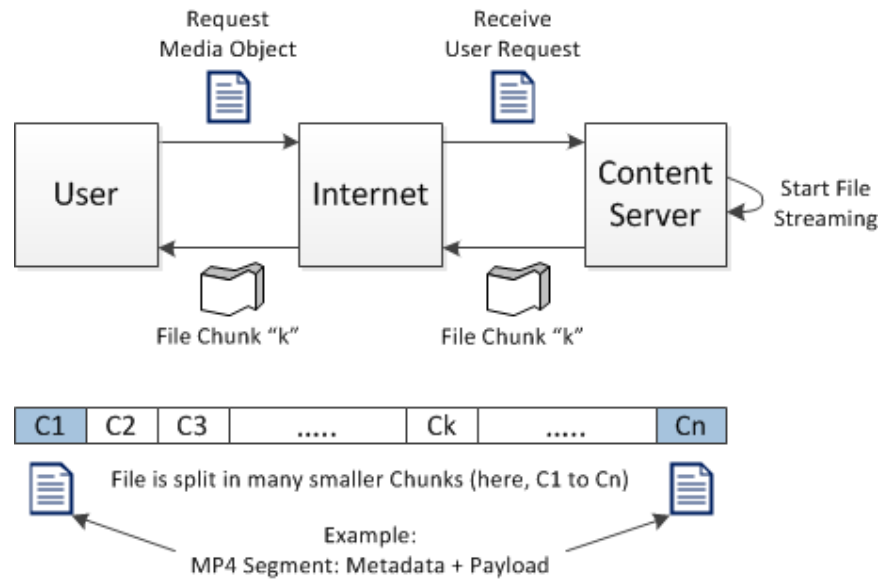 Request
Media Object
Receive
User Request
User
Internet
Content
Server
Start File
Streaming
File Chunk “k”
File Chunk “k”
C1 C2 C3 ..... Ck ..... Cn
File is split in many smaller Chunks (here, C1 to Cn)
Example:
MP4 Segment: Metadata + Payload